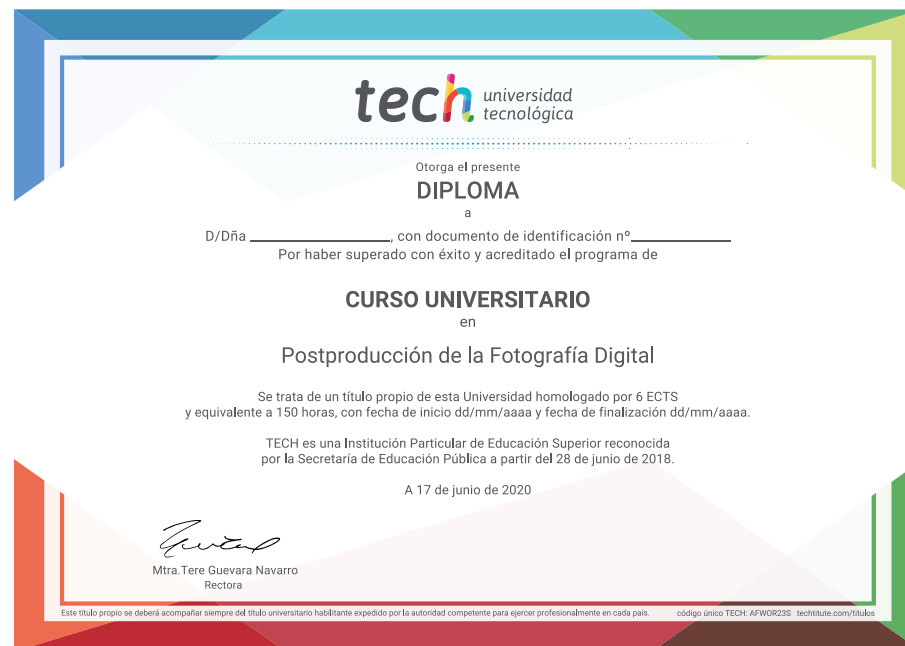 tech universidad
tecnológica
Otorga el presente
DIPLOMA
a
D/Dña ____________, con documento de identificación nº____________
Por haber superado con éxito y acreditado el programa de
CURSO UNIVERSITARIO
en
Postproducción de la Fotografía Digital
Se trata de un título propio de esta Universidad homologado por 6 ECTS
y equivalente a 150 horas, con fecha de inicio dd/mm/aaaa y fecha de finalización dd/mm/aaaa.
TECH es una Institución Particular de Educación Superior reconocida
por la Secretaría de Educación Pública a partir del 28 de junio de 2018.
A 17 de junio de 2020
Mtra.Tere Guevara Navarro
Rectora
Este título propio se deberá acompañar siempre del título universitario habilitante expedido por la autoridad competente para ejercer profesionalmente en cada país. código único TECH: AFWOR23S techtitute.com/titulos